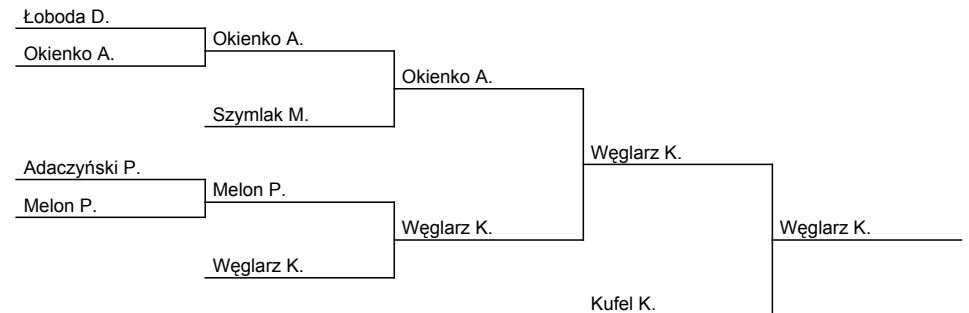 Łoboda D.
Okienko A.
Okienko A.
Okienko A.
Szymlak M.
Węglarz K.
Adaczyński P.
Melon P.
Melon P.
Węglarz K.
Węglarz K.
Węglarz K.
Kufel K.